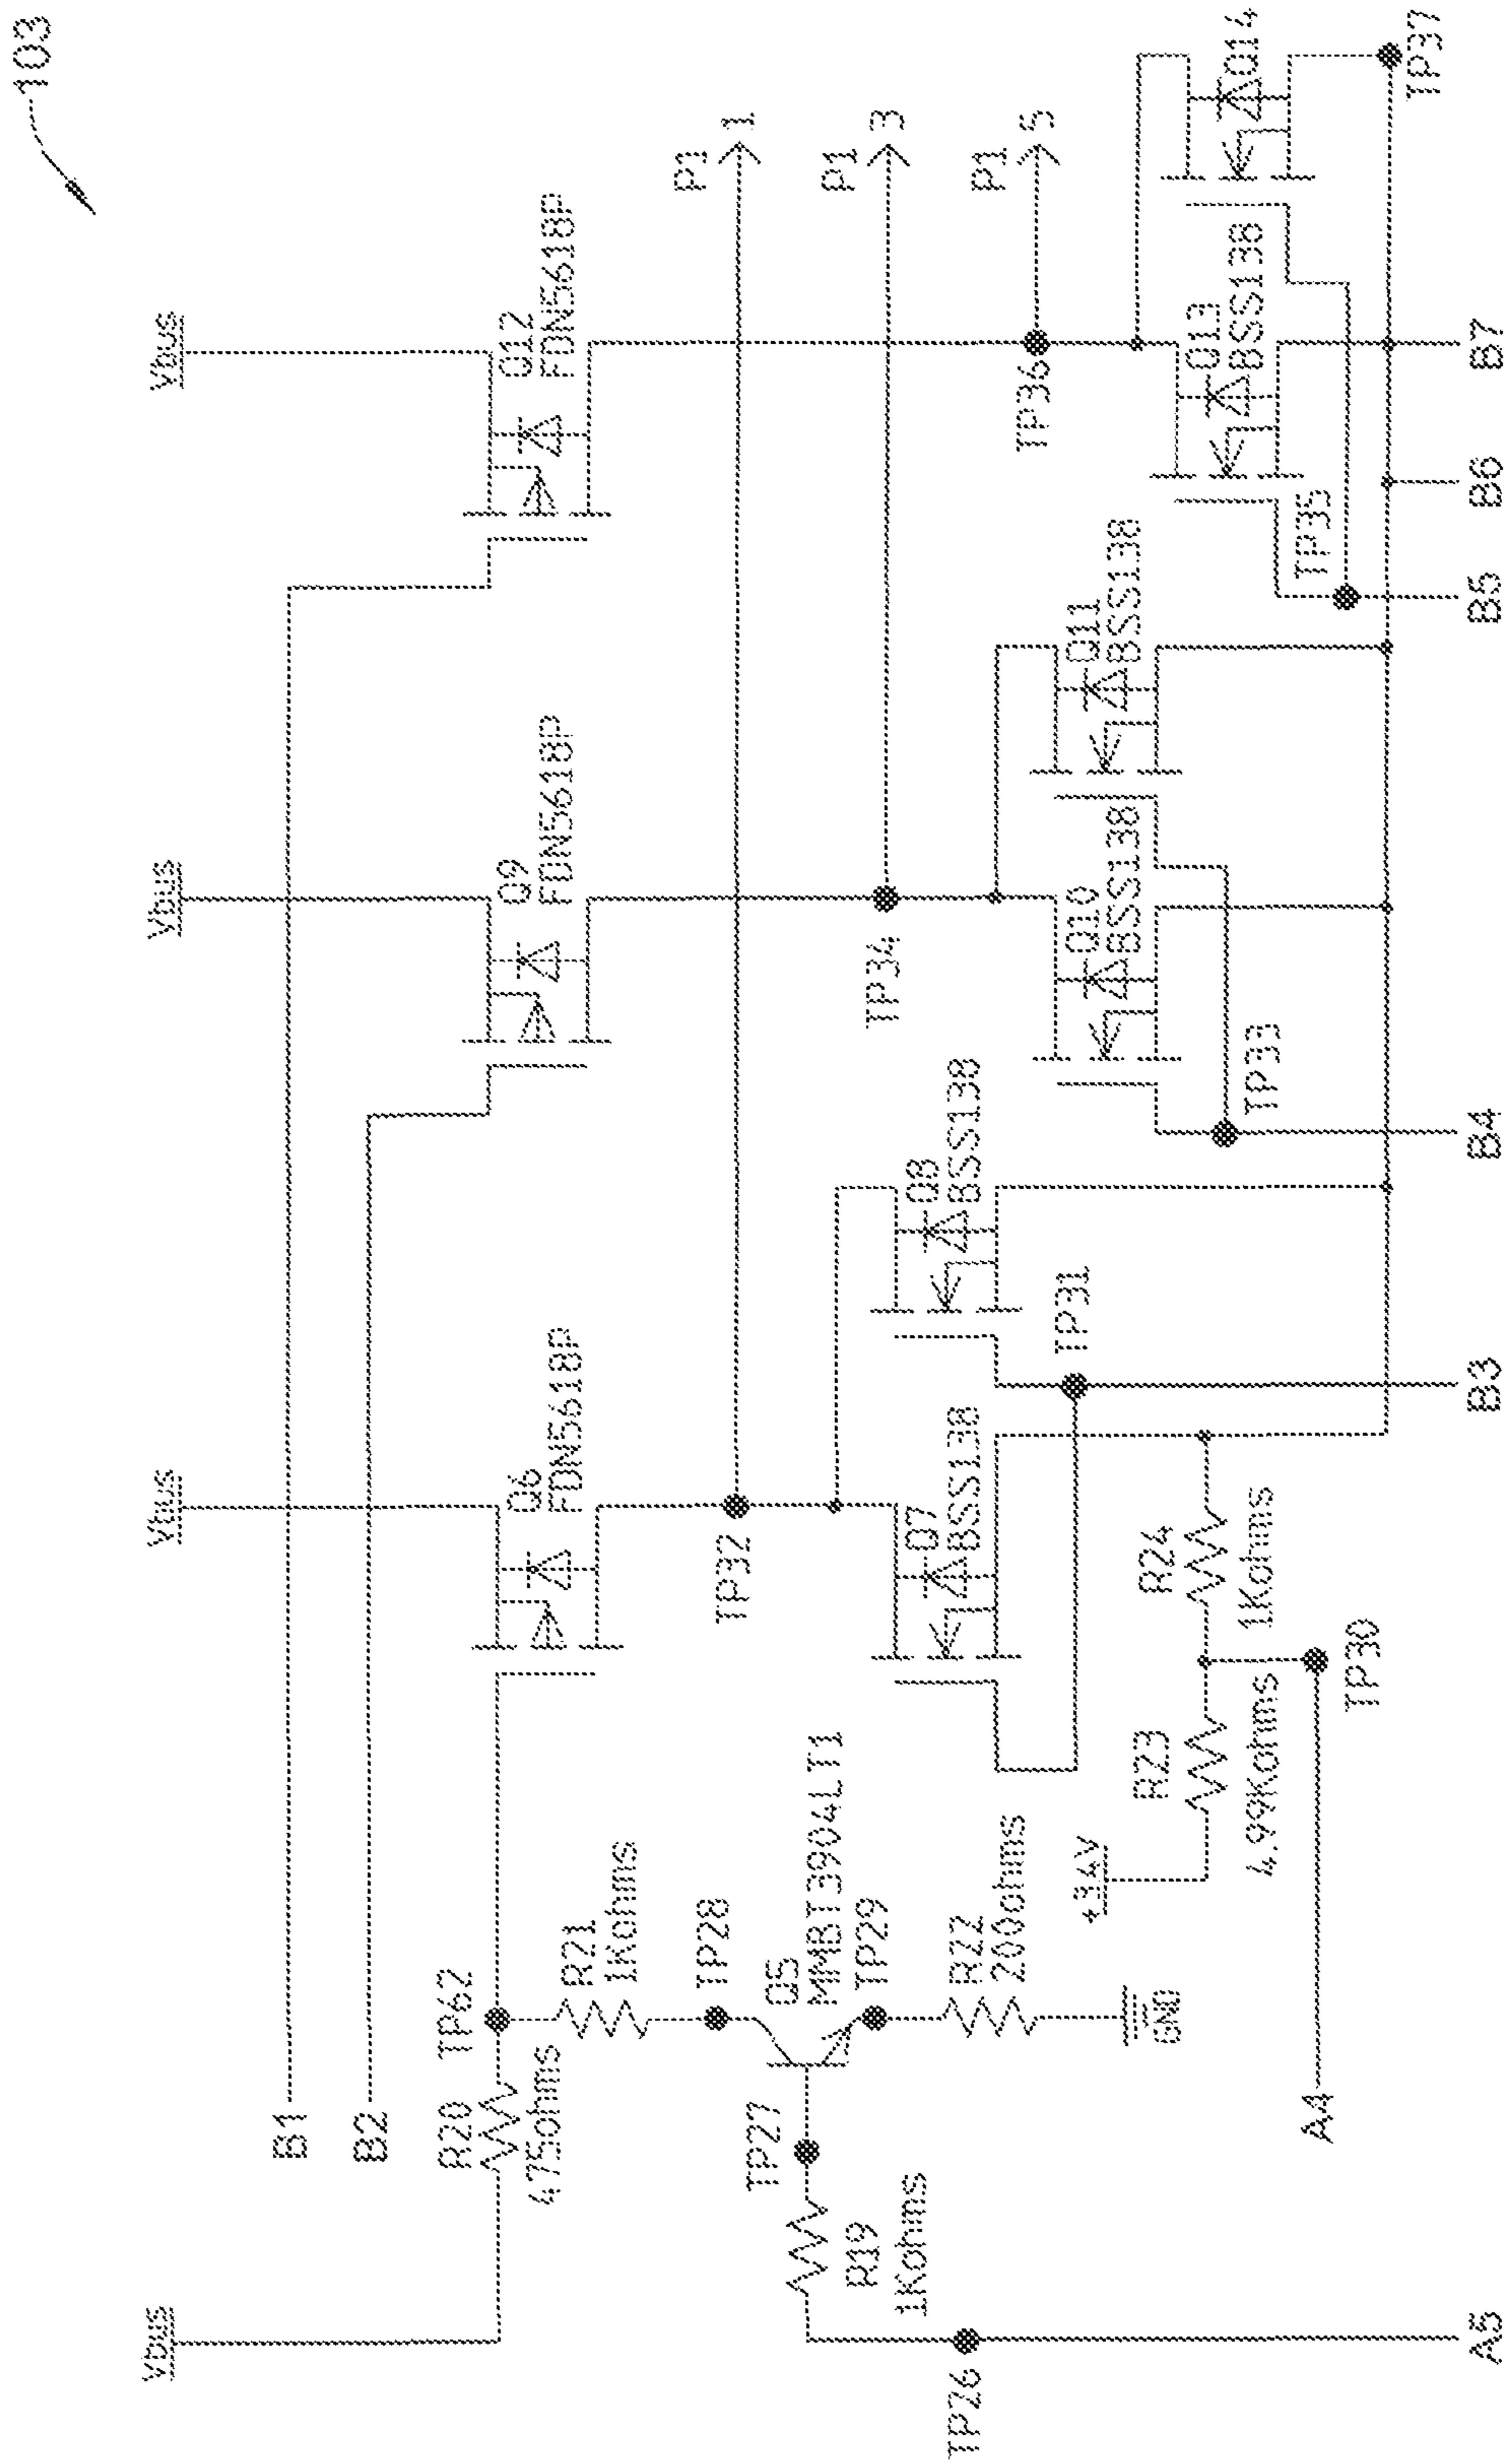 103
Vbus
Vbus
Vbus
Vbus
B1
B2
R20
475ohms
TP62
Q6
FDN5618P
Q9
FDN5618P
Q12
FDN5618P
R21
1Kohms
TP28
Q5
MMBT3904LT1
TP29
R22
200ohms
GND
TP27
R19
1Kohms
TP26
A5
TP32
P1
1
TP34
P1
3
TP36
P1
5
Q7
BSS138
Q8
BSS138
TP31
Q10
BSS138
Q11
BSS138
TP33
Q13
BSS138
Q14
TP35
TP37
+3.4V
R23
4.99Kohms
R24
1Kohms
TP30
A4
B3
B4
B5
B6
B7